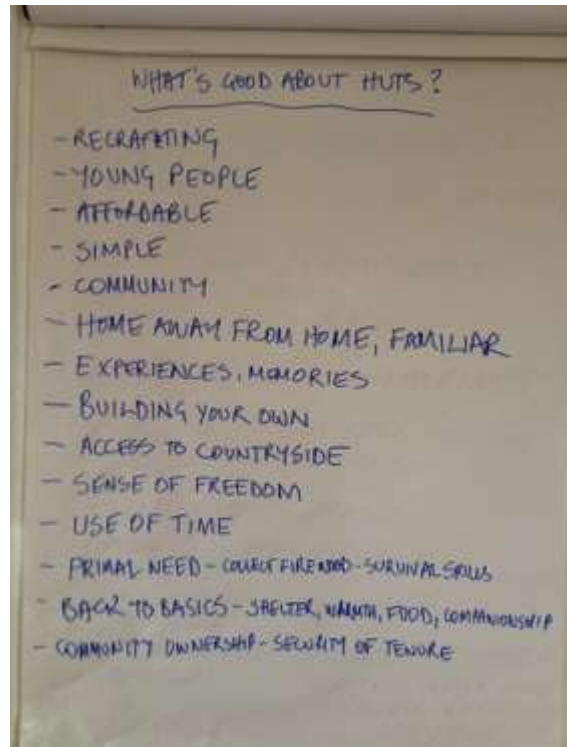 WHAT'S GOOD ABOUT HUTS?
- RECRAFTING
- YOUNG PEOPLE
- AFFORDABLE
- SIMPLE
- COMMUNITY
- HOME AWAY FROM HOME, FAMILIAR
- EXPERIENCES, MEMORIES
- BUILDING YOUR OWN
- ACCESS TO COUNTRYSIDE
- SENSE OF FREEDOM
- USE OF TIME
- PRIMAL NEED - COLLECT FIREWOOD - SURVIVAL SKILLS
- BACK TO BASICS - SHELTER, WARMTH, FOOD, COMPANIONSHIP
- COMMUNITY OWNERSHIP - SECURITY OF TENURE